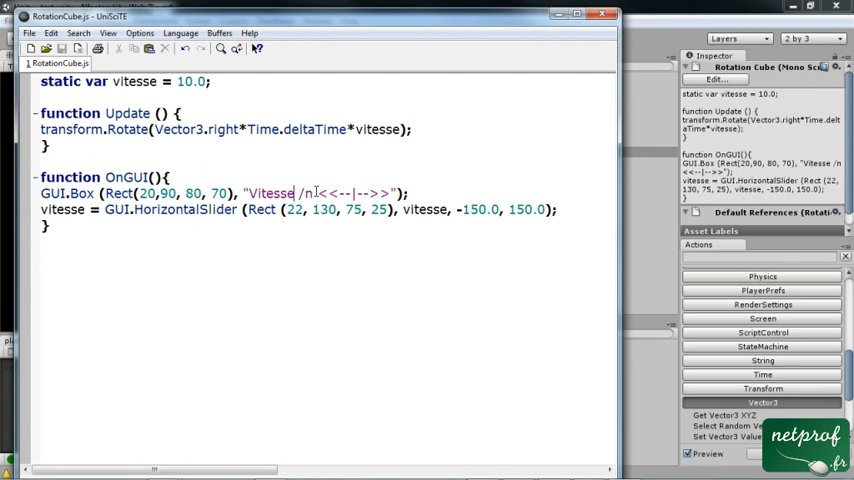 RotationCube.js - UniSciTE
File Edit Search View Options Language Buffers Help
1 RotationCube.js
static var vitesse = 10.0;
function Update () {
transform.Rotate(Vector3.right*Time.deltaTime*vitesse);
}
function OnGUI(){
GUI.Box (Rect(20,90, 80, 70), "Vitesse /n<<--|-->>");
vitesse = GUI.HorizontalSlider (Rect (22, 130, 75, 25), vitesse, -150.0, 150.0);
}
Layers
2 by 3
Inspector
Rotation Cube (Mono Scri
Edit...
static var vitesse = 10.0;
function Update () {
transform.Rotate(Vector3.right*Time.del
taTime*vitesse);
}
function OnGUI(){
GUI.Box (Rect(20,90, 80, 70), "Vitesse
/n<<--|-->>");
vitesse = GUI.HorizontalSlider (Rect (22,
130, 75, 25), vitesse, -150.0, 150.0);
}
Default References (RotationCu
Asset Labels
Actions
Physics
PlayerPrefs
RenderSettings
Screen
ScriptControl
StateMachine
String
Time
Transform
Vector3
Get Vector3 XYZ
Select Random Ve
Set Vector3 Value
Preview
netprof
.fr